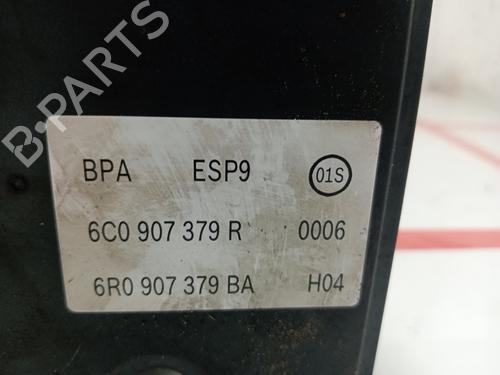 B-PARTS
BPA ESP9 01S
6C0 907 379 R 0006
6R0 907 379 BA H04